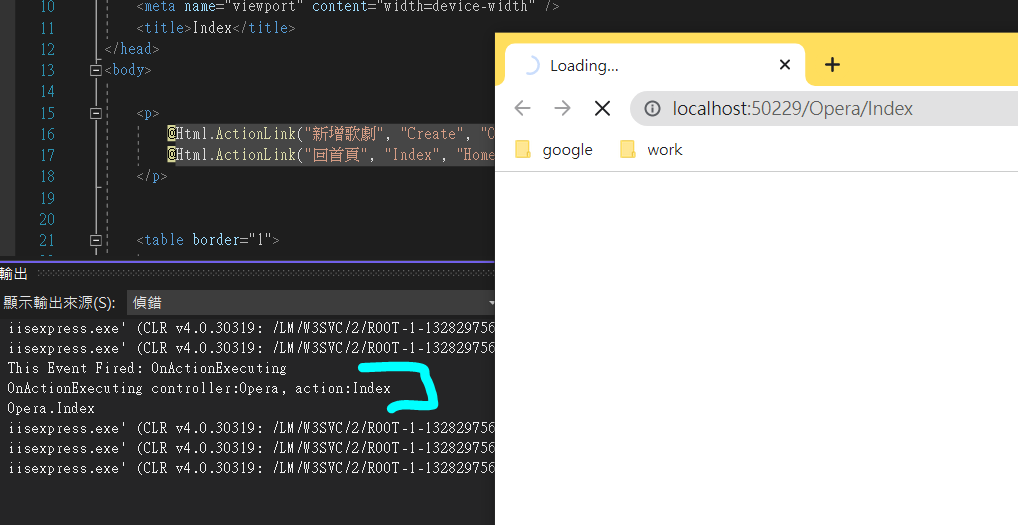 10 <meta name="viewport" content="width=device-width" />
11 <title>Index</title>
12 </head>
13 <body>
14
15 <p>
16 @Html.ActionLink("新增歌劇", "Create", "O
17 @Html.ActionLink("回首頁", "Index", "Home
18 </p>
19
20
21 <table border="1">
輸出
顯示輸出來源(S): 偵錯
iisexpress.exe' (CLR v4.0.30319: /LM/W3SVC/2/ROOT-1-132829756
iisexpress.exe' (CLR v4.0.30319: /LM/W3SVC/2/ROOT-1-132829756
This Event Fired: OnActionExecuting
OnActionExecuting controller:Opera, action:Index
Opera.Index
iisexpress.exe' (CLR v4.0.30319: /LM/W3SVC/2/ROOT-1-132829756
iisexpress.exe' (CLR v4.0.30319: /LM/W3SVC/2/ROOT-1-132829756
iisexpress.exe' (CLR v4.0.30319: /LM/W3SVC/2/ROOT-1-132829756
Loading...
localhost:50229/Opera/Index
google work